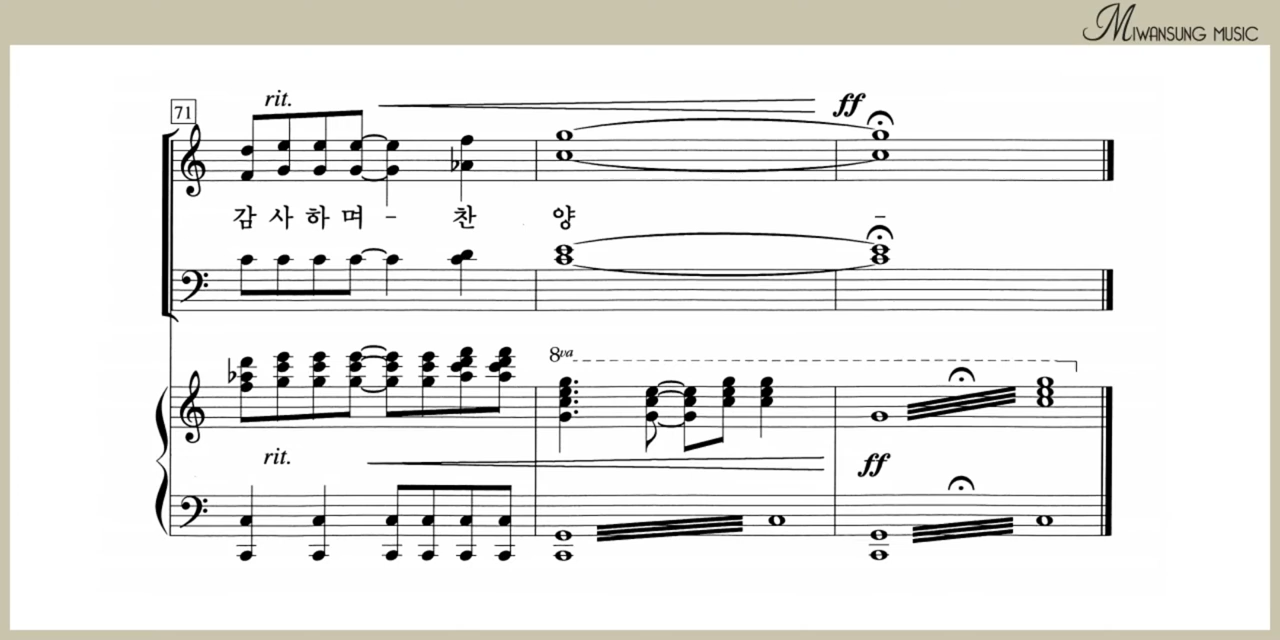 MIWANSUNG MUSIC
71
rit.
ff
감 사 하 며 - 찬 양 -
8va
rit.
ff